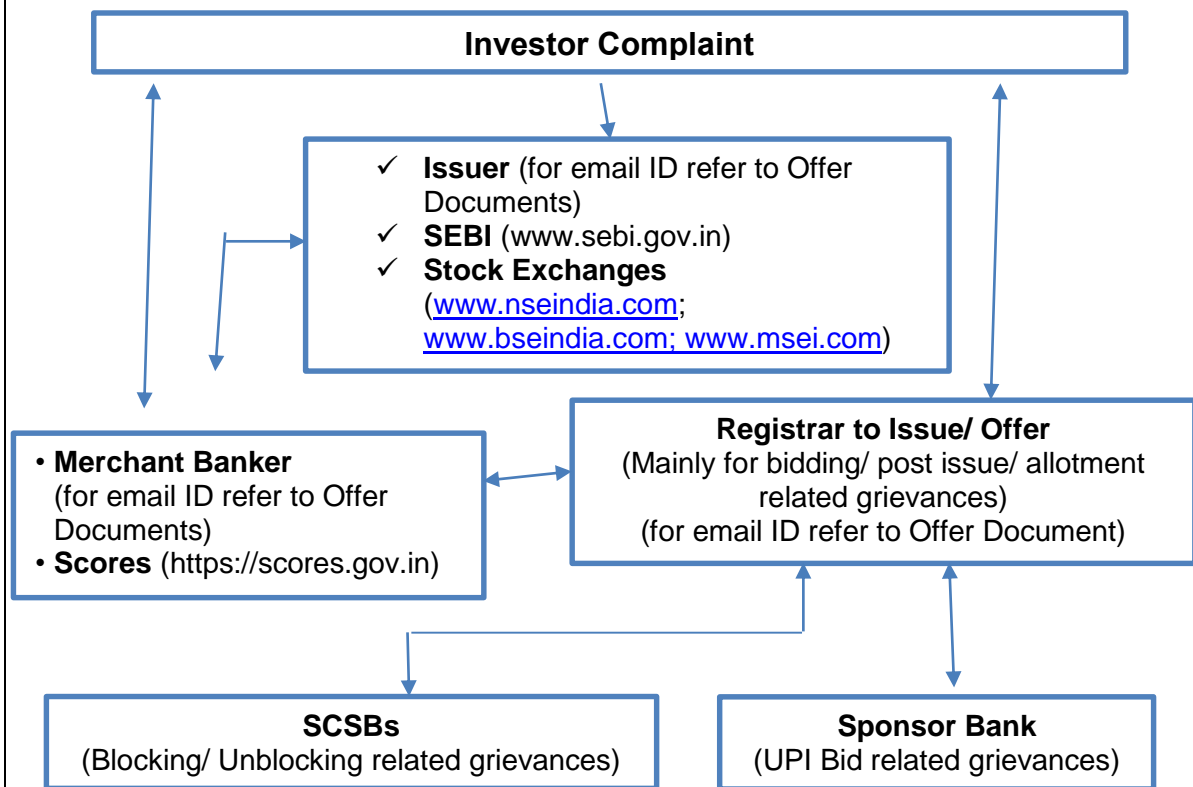 Investor Complaint
✓ Issuer (for email ID refer to Offer
Documents)
✓ SEBI (www.sebi.gov.in)
✓ Stock Exchanges
(www.nseindia.com;
www.bseindia.com; www.msei.com)
• Merchant Banker
(for email ID refer to Offer
Documents)
• Scores (https://scores.gov.in)
Registrar to Issue/ Offer
(Mainly for bidding/ post issue/ allotment
related grievances)
(for email ID refer to Offer Document)
SCSBs
(Blocking/ Unblocking related grievances)
Sponsor Bank
(UPI Bid related grievances)